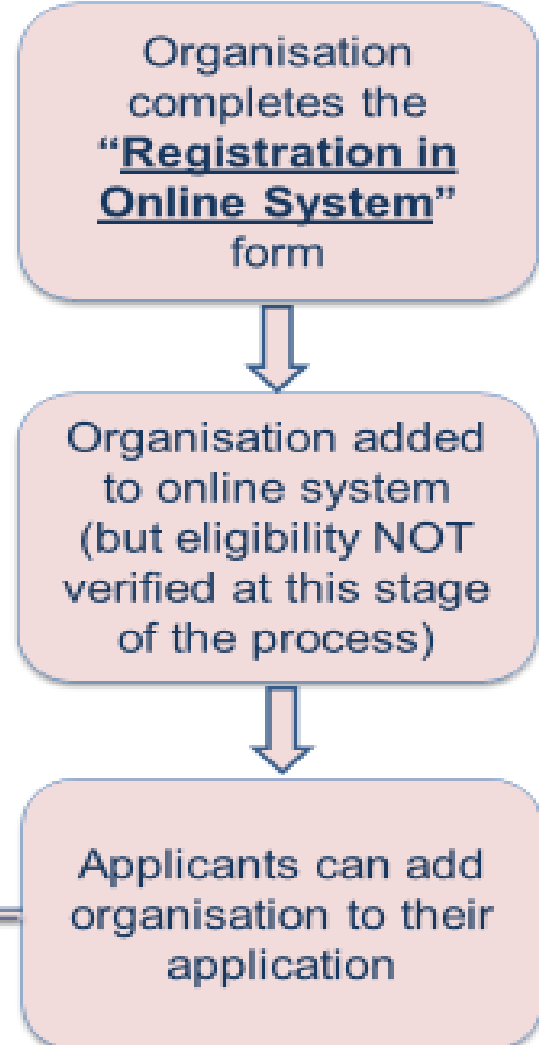 Organisation
completes the
“Registration in
Online System”
form
Organisation added
to online system
(but eligibility NOT
verified at this stage
of the process)
Applicants can add
organisation to their
application